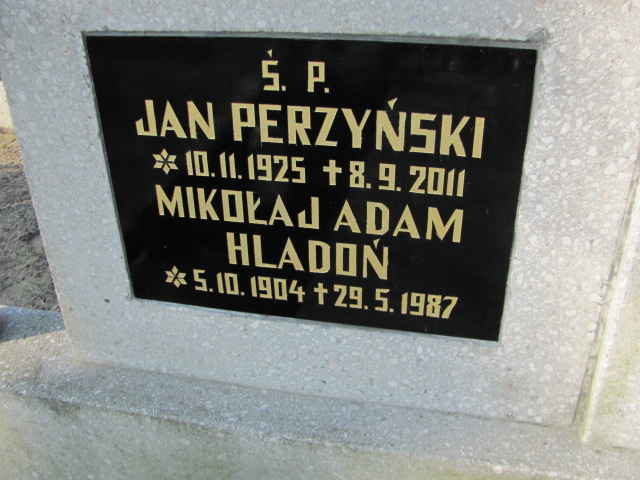 Ś. P.
JAN PERZYŃSKI
10.11.1925 ✝ 8.9.2011
MIKOŁAJ ADAM
HLADOŃ
5.10.1904 ✝ 29.5.1987